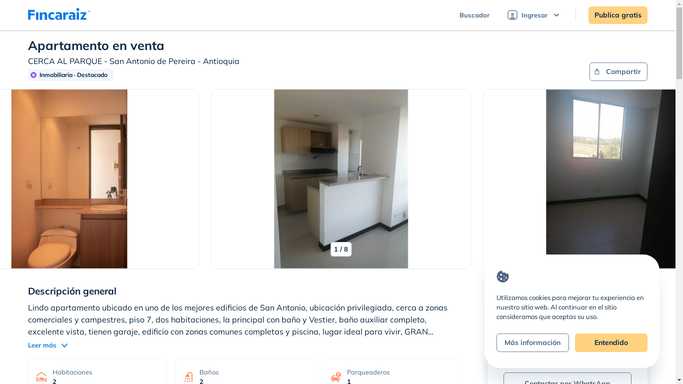 Fincaraiz
Buscador
Ingresar
Publica gratis
Apartamento en venta
CERCA AL PARQUE - San Antonio de Pereira - Antioquia
Inmobiliaria · Destacado
Compartir
1 / 8
Descripción general
Lindo apartamento ubicado en uno de los mejores edificios de San Antonio, ubicación privilegiada, cerca a zonas
comerciales y campestres, piso 7, dos habitaciones, la principal con baño y Vestier, baño auxiliar completo,
excelente vista, tienen garaje, edificio con zonas comunes completas y piscina, lugar ideal para vivir, GRAN...
Leer más
Utilizamos cookies para mejorar tu experiencia en
nuestro sitio web. Al continuar en el sitio
consideramos que aceptas su uso.
Más información
Entendido
Habitaciones
2
Baños
2
Parqueaderos
1
Contactar por WhatsApp